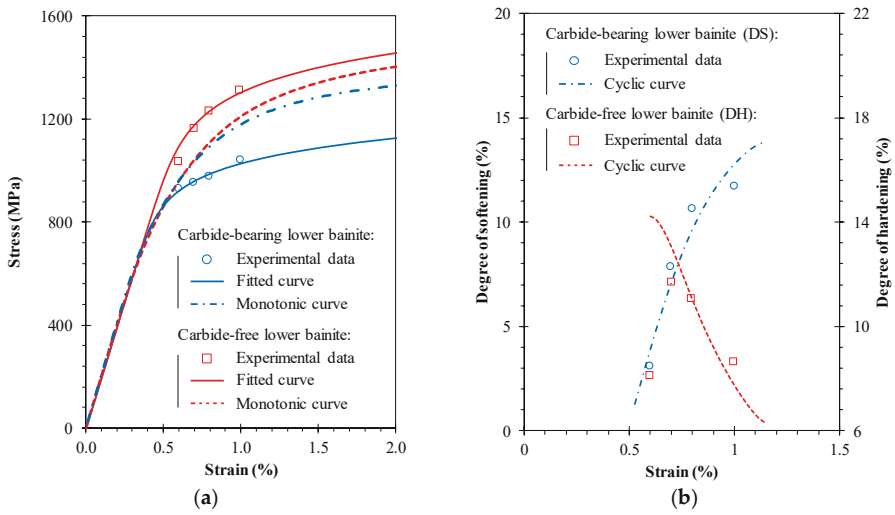 1600
1200
800
400
0
Stress (MPa)
Carbide-bearing lower bainite:
Experimental data
Fitted curve
Monotonic curve
Carbide-free lower bainite:
Experimental data
Fitted curve
Monotonic curve
0.0 0.5 1.0 1.5 2.0
Strain (%)
(a)
20
15
10
5
0
Degree of softening (%)
Carbide-bearing lower bainite (DS):
Experimental data
Cyclic curve
Carbide-free lower bainite (DH):
Experimental data
Cyclic curve
22
18
14
10
6
Degree of hardening (%)
0 0.5 1 1.5
Strain (%)
(b)